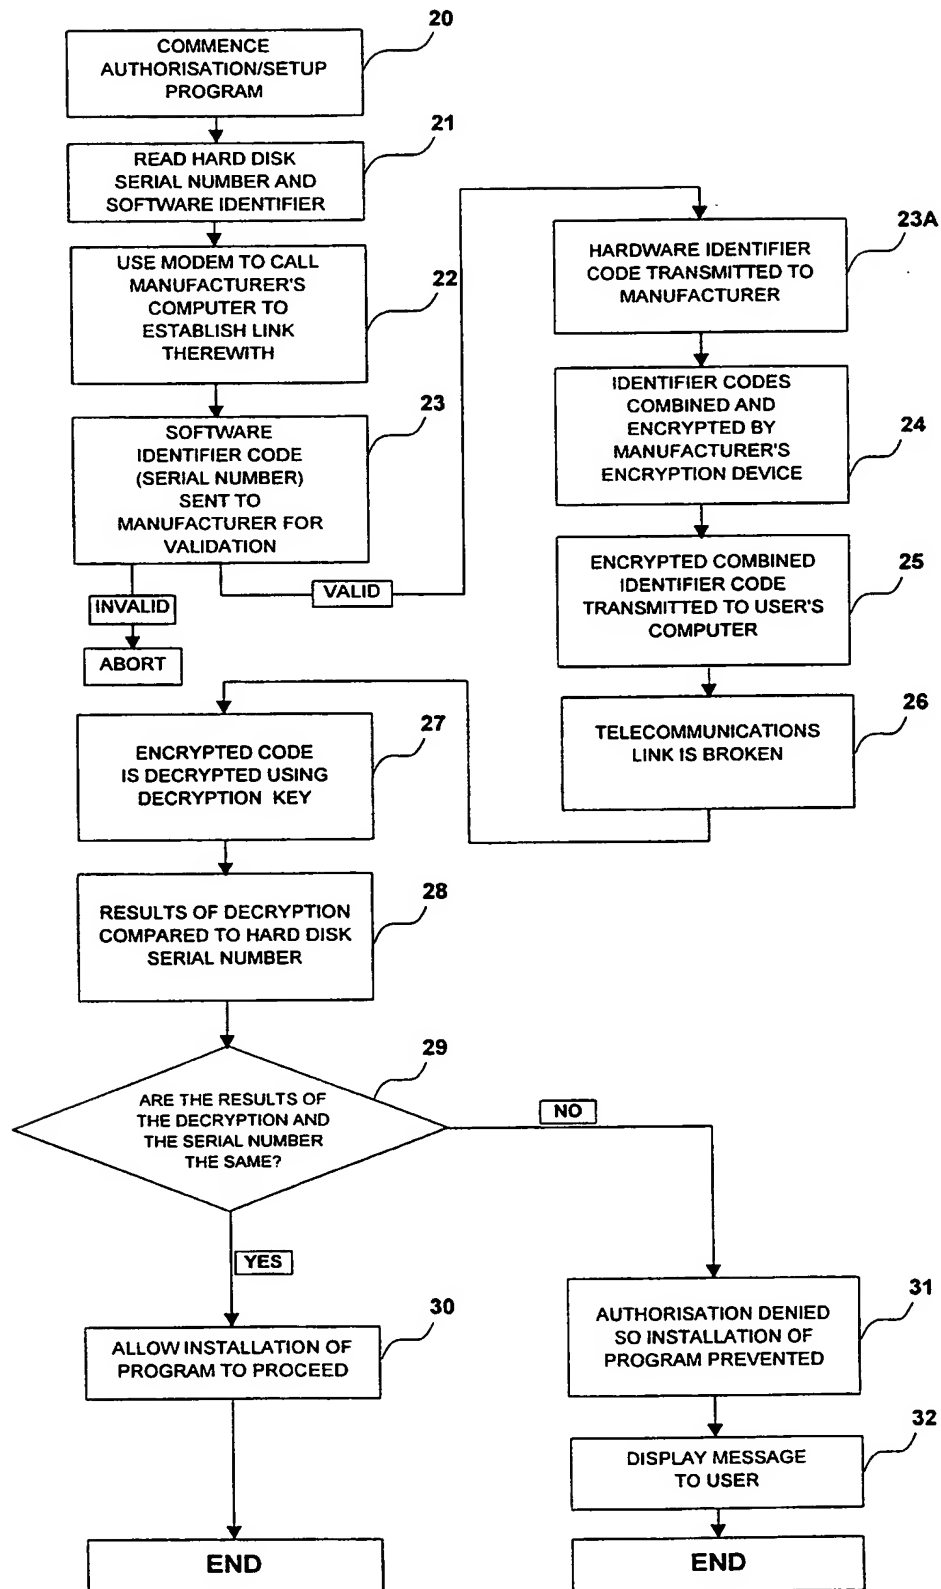 20
COMMENCE
AUTHORISATION/SETUP
PROGRAM
21
READ HARD DISK
SERIAL NUMBER AND
SOFTWARE IDENTIFIER
22
USE MODEM TO CALL
MANUFACTURER'S
COMPUTER TO
ESTABLISH LINK
THEREWITH
23
SOFTWARE
IDENTIFIER CODE
(SERIAL NUMBER)
SENT TO
MANUFACTURER FOR
VALIDATION
INVALID
ABORT
VALID
23A
HARDWARE IDENTIFIER
CODE TRANSMITTED TO
MANUFACTURER
24
IDENTIFIER CODES
COMBINED AND
ENCRYPTED BY
MANUFACTURER'S
ENCRYPTION DEVICE
25
ENCRYPTED COMBINED
IDENTIFIER CODE
TRANSMITTED TO USER'S
COMPUTER
26
TELECOMMUNICATIONS
LINK IS BROKEN
27
ENCRYPTED CODE
IS DECRYPTED USING
DECRYPTION KEY
28
RESULTS OF DECRYPTION
COMPARED TO HARD DISK
SERIAL NUMBER
29
ARE THE RESULTS OF
THE DECRYPTION AND
THE SERIAL NUMBER
THE SAME?
NO
YES
30
ALLOW INSTALLATION OF
PROGRAM TO PROCEED
END
31
AUTHORISATION DENIED
SO INSTALLATION OF
PROGRAM PREVENTED
32
DISPLAY MESSAGE
TO USER
END